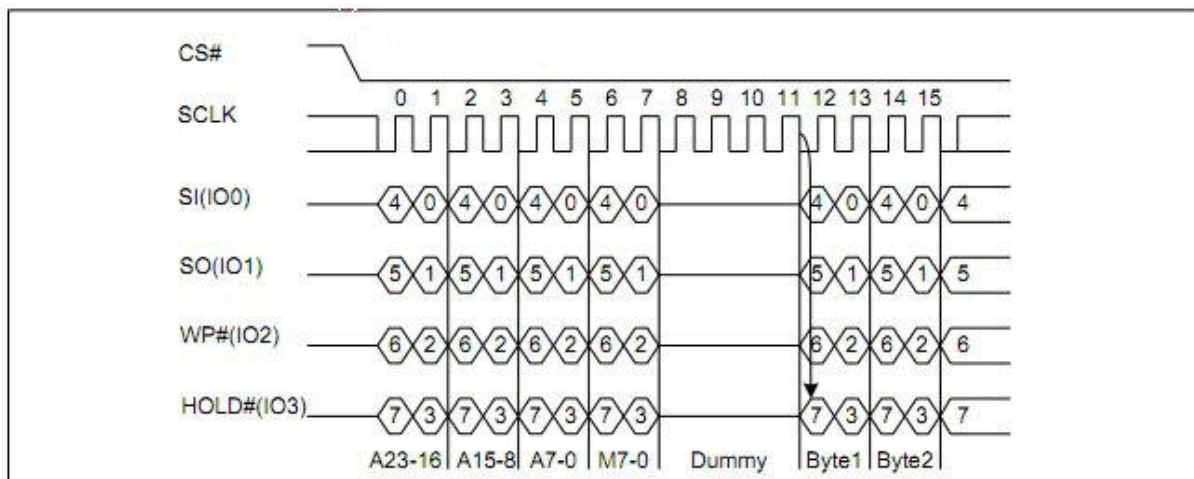 CS#
0 1 2 3 4 5 6 7 8 9 10 11 12 13 14 15
SCLK
SI(IO0) 4 0 4 0 4 0 4 0 4 0 4 0 4
SO(IO1) 5 1 5 1 5 1 5 1 5 1 5 1 5
WP#(IO2) 6 2 6 2 6 2 6 2 6 2 6 2 6
HOLD#(IO3) 7 3 7 3 7 3 7 3 7 3 7 3 7
A23-16 A15-8 A7-0 M7-0 Dummy Byte1 Byte2